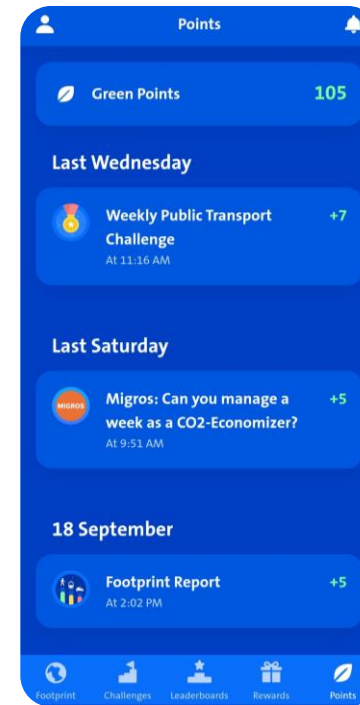 Points
Green Points 105
Last Wednesday
Weekly Public Transport +7
Challenge
At 11:16 AM
Last Saturday
MIGROS
Migros: Can you manage a +5
week as a CO2-Economizer?
At 9:51 AM
18 September
Footprint Report +5
At 2:02 PM
Footprint Challenges Leaderboards Rewards Points